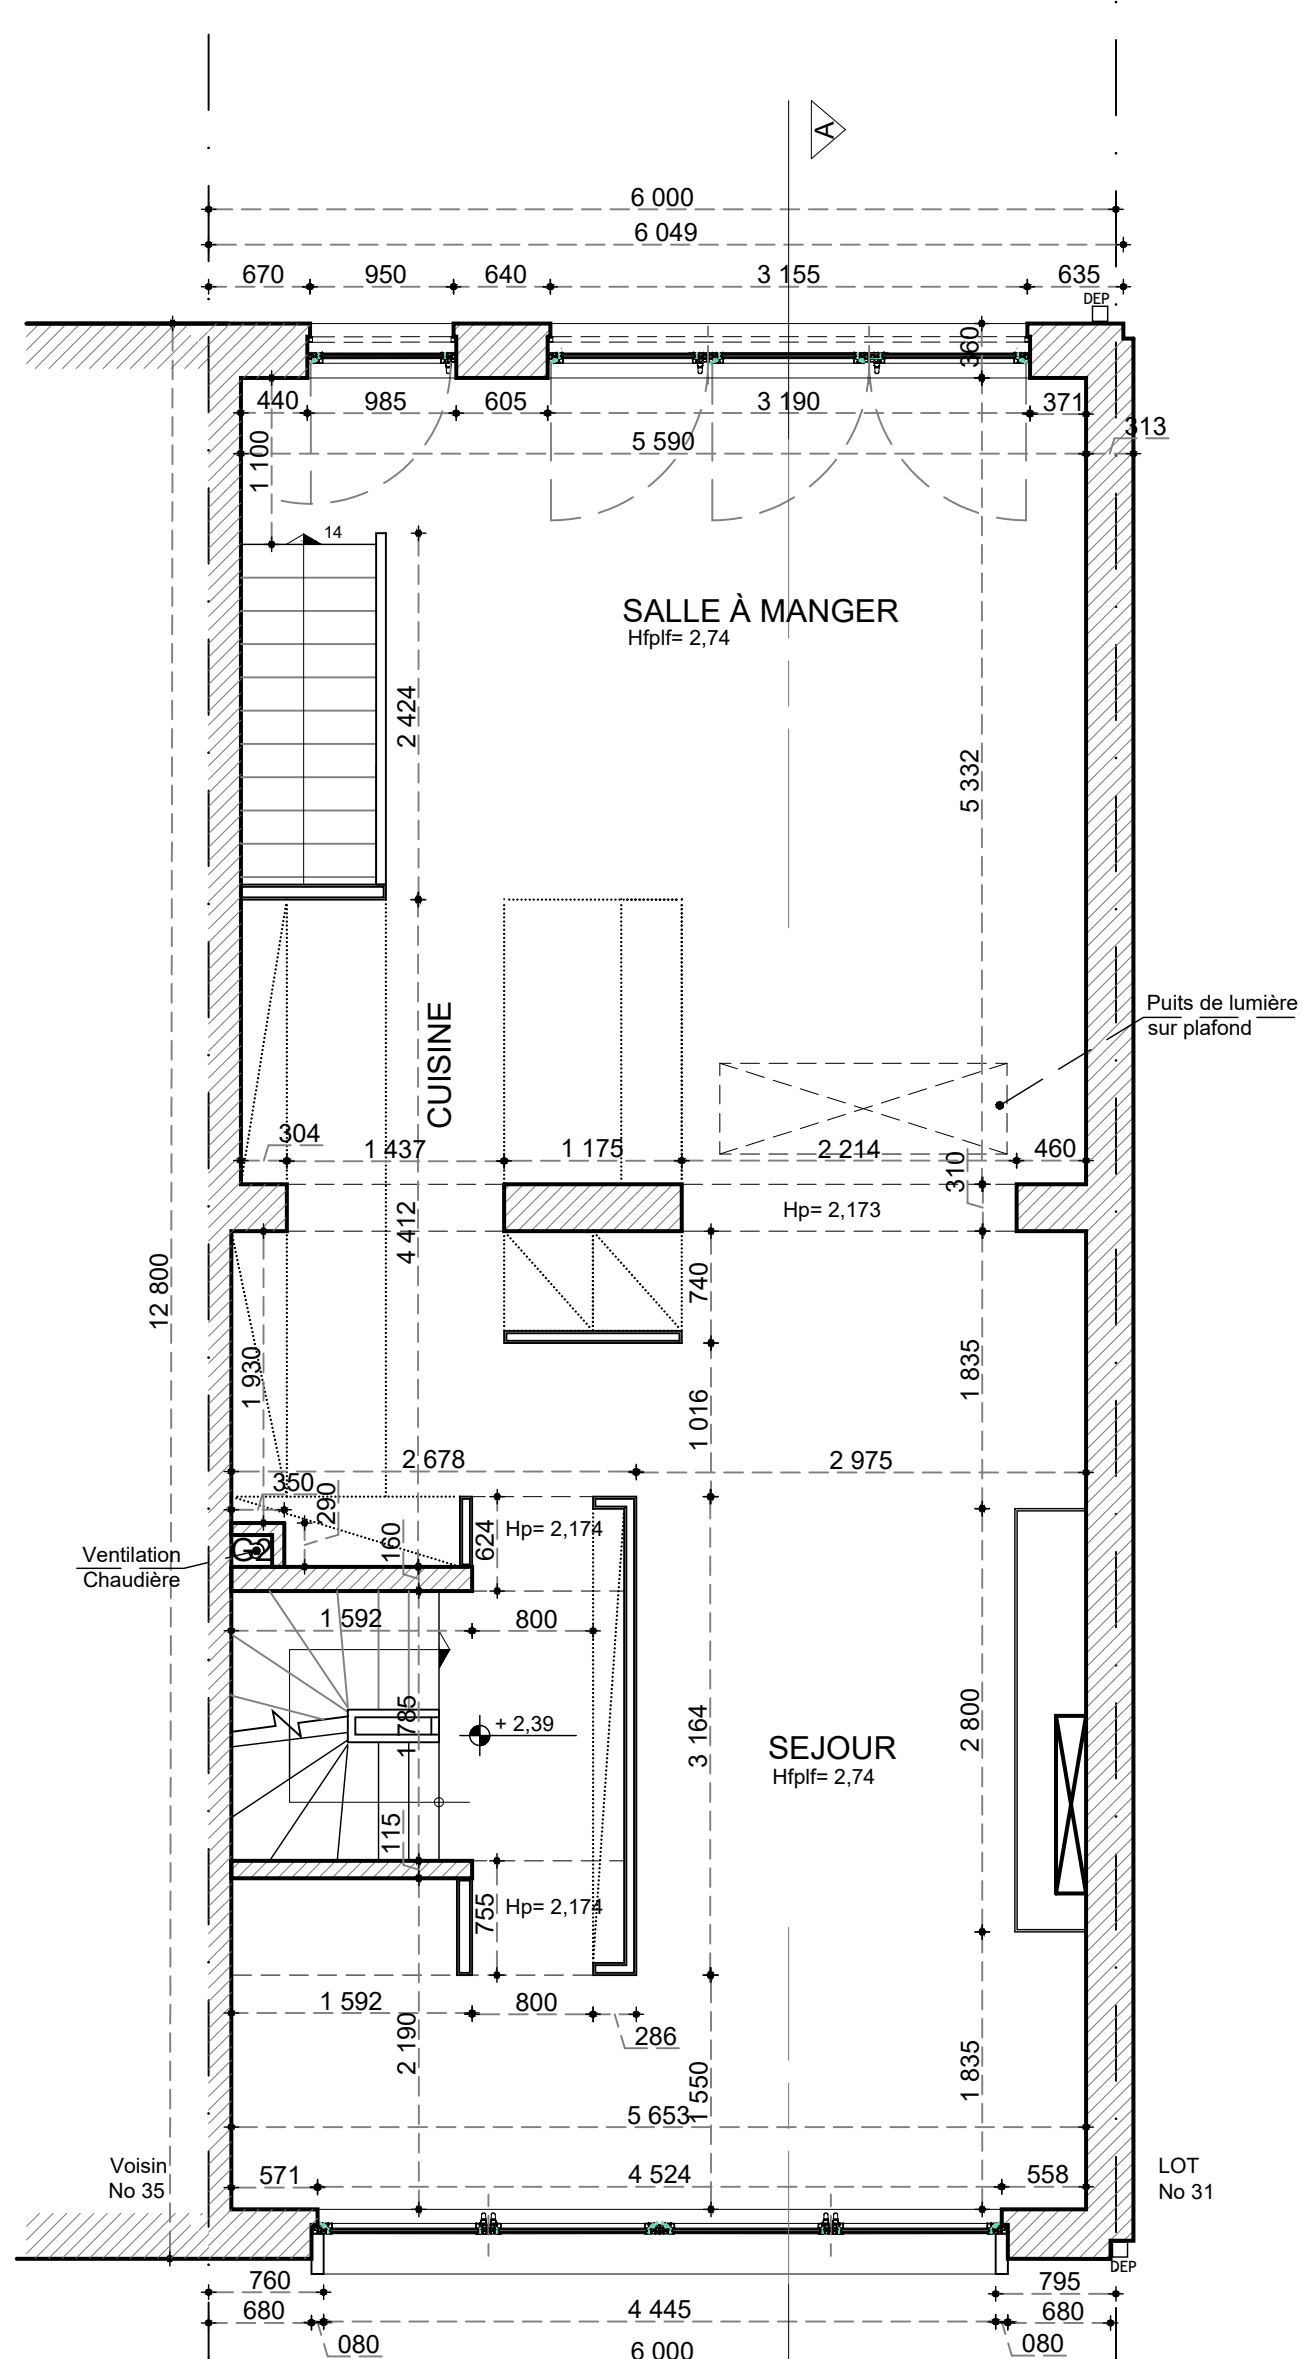 A
6 000
6 049
670 950 640 3 155 635
DEP
360
440 985 605 3 190 371
313
5 590
1 100
14
SALLE À MANGER
Hfplf= 2,74
2 424
5 332
CUISINE
Puits de lumière
sur plafond
304 1 437 1 175 2 214 460
310
Hp= 2,173
4 412
12 800
740
1 930
1 835
1 016
2 678 2 975
350
290
160
624
Hp= 2,174
Ventilation
Chaudière
1 592 800
1 785
+ 2,39
3 164
2 800
SEJOUR
Hfplf= 2,74
115
755
Hp= 2,174
1 592 800
286
2 190
1 550
1 835
5 653
Voisin
No 35
571 4 524 558
LOT
No 31
DEP
760 795
680 4 445 680
080 080
6 000